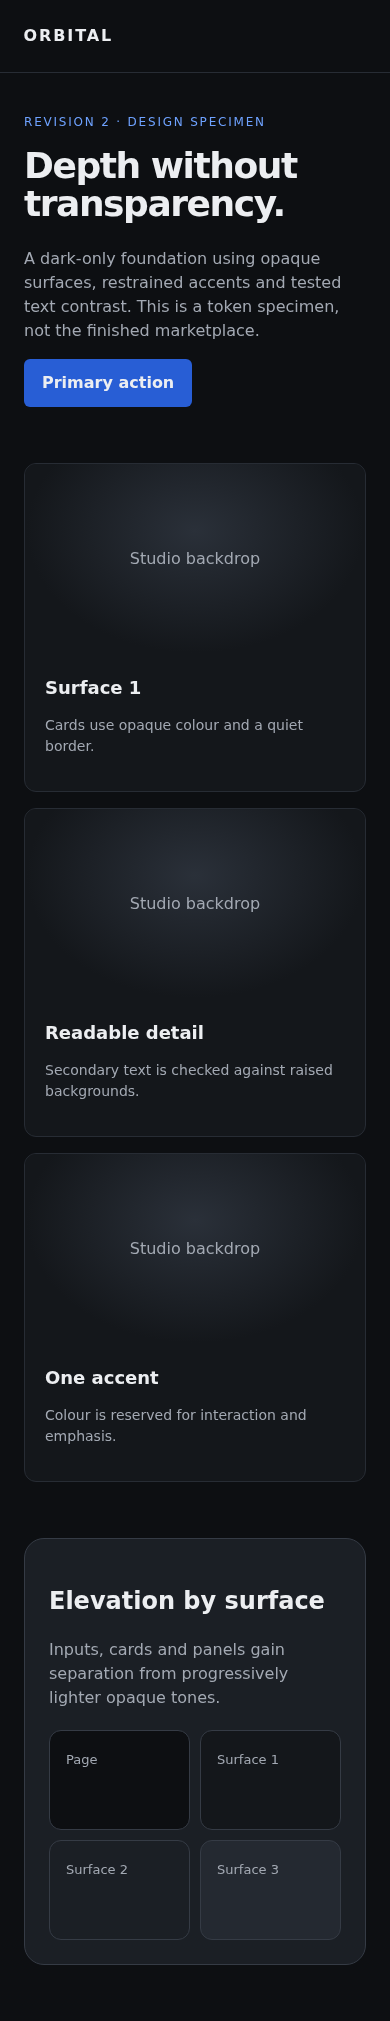 ORBITAL
REVISION 2 · DESIGN SPECIMEN
Depth without
transparency.
A dark-only foundation using opaque
surfaces, restrained accents and tested
text contrast. This is a token specimen,
not the finished marketplace.
Primary action
Studio backdrop
Surface 1
Cards use opaque colour and a quiet
border.
Studio backdrop
Readable detail
Secondary text is checked against raised
backgrounds.
Studio backdrop
One accent
Colour is reserved for interaction and
emphasis.
Elevation by surface
Inputs, cards and panels gain
separation from progressively
lighter opaque tones.
Page
Surface 1
Surface 2
Surface 3